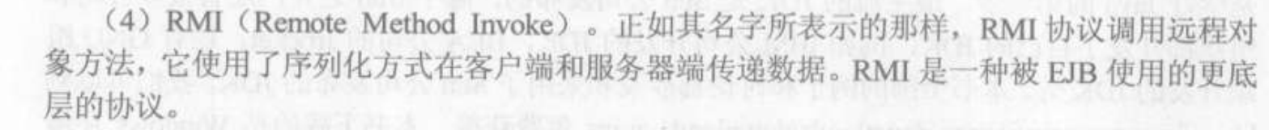 （4）RMI（Remote Method Invoke）。正如其名字所表示的那样，RMI 协议调用远程对
象方法，它使用了序列化方式在客户端和服务器端传递数据。RMI 是一种被 EJB 使用的更底
层的协议。